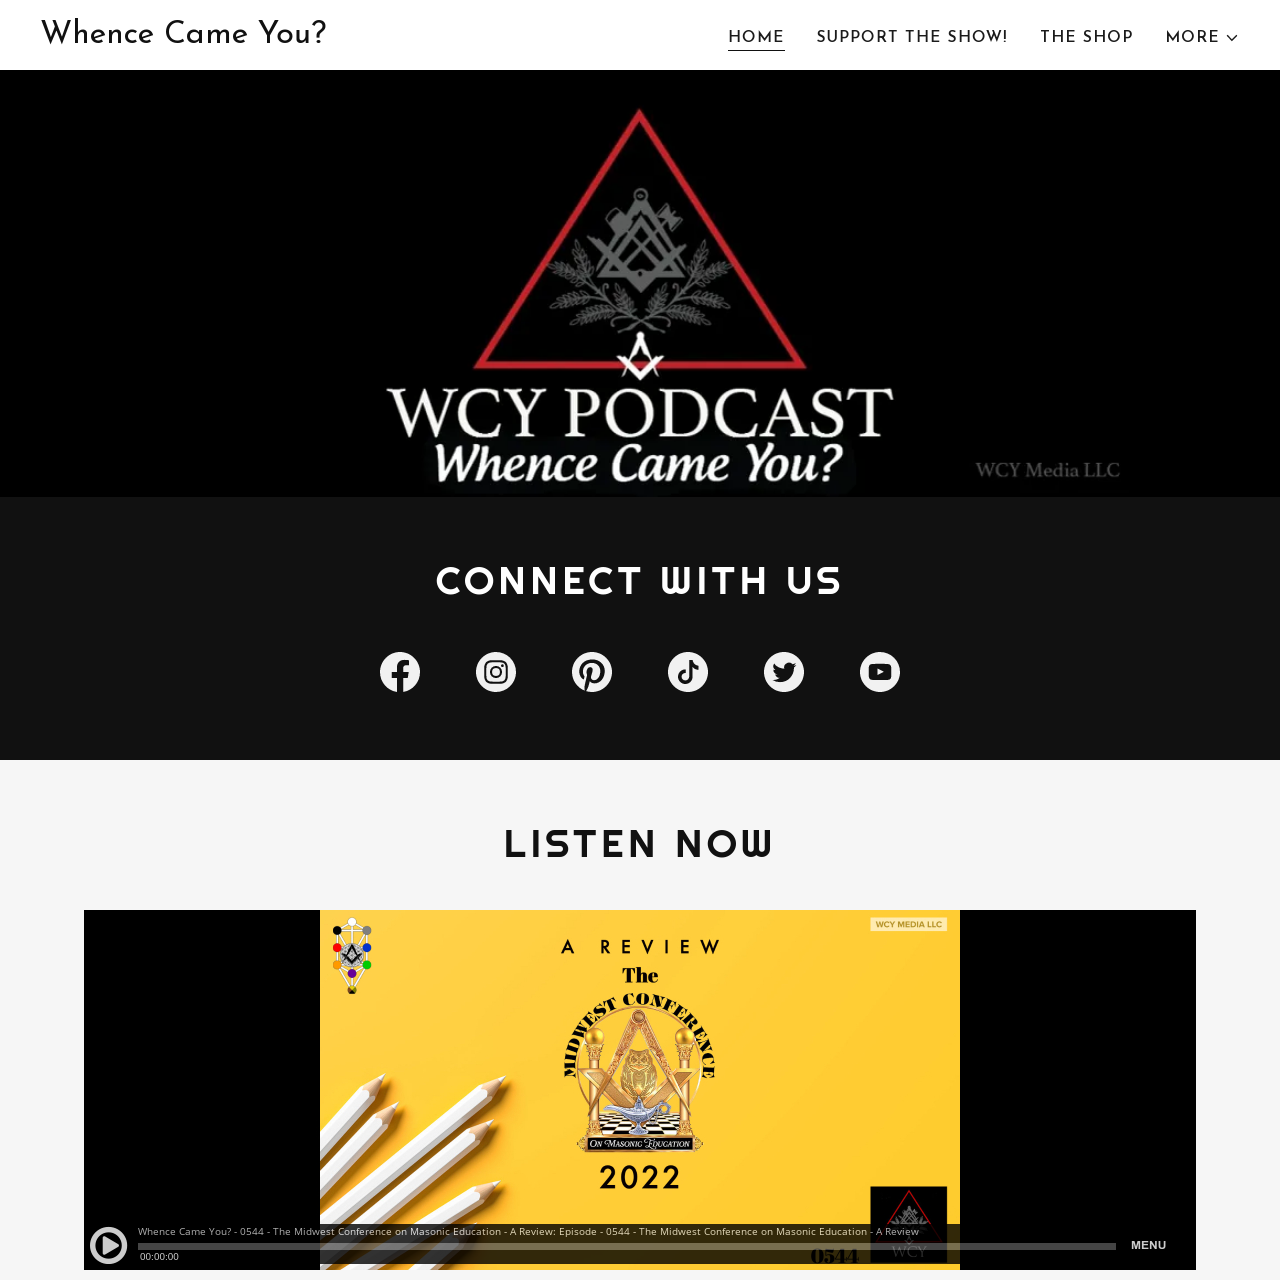 Whence Came You?
HOME
SUPPORT THE SHOW!
THE SHOP
MORE
WCY PODCAST
Whence Came You?
WCY Media LLC
CONNECT WITH US
LISTEN NOW
WCY MEDIA LLC
A REVIEW
The
MIDWEST CONFERENCE
ON MASONIC EDUCATION
2022
Whence Came You? - 0544 - The Midwest Conference on Masonic Education - A Review: Episode - 0544 - The Midwest Conference on Masonic Education - A Review
MENU
WCY
00:00:00
0544